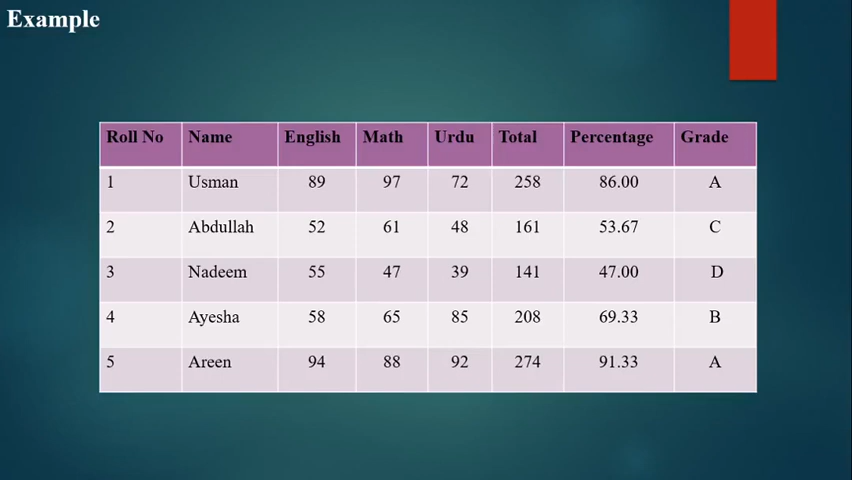 Example
Roll No Name English Math Urdu Total Percentage Grade
1 Usman 89 97 72 258 86.00 A
2 Abdullah 52 61 48 161 53.67 C
3 Nadeem 55 47 39 141 47.00 D
4 Ayesha 58 65 85 208 69.33 B
5 Areen 94 88 92 274 91.33 A